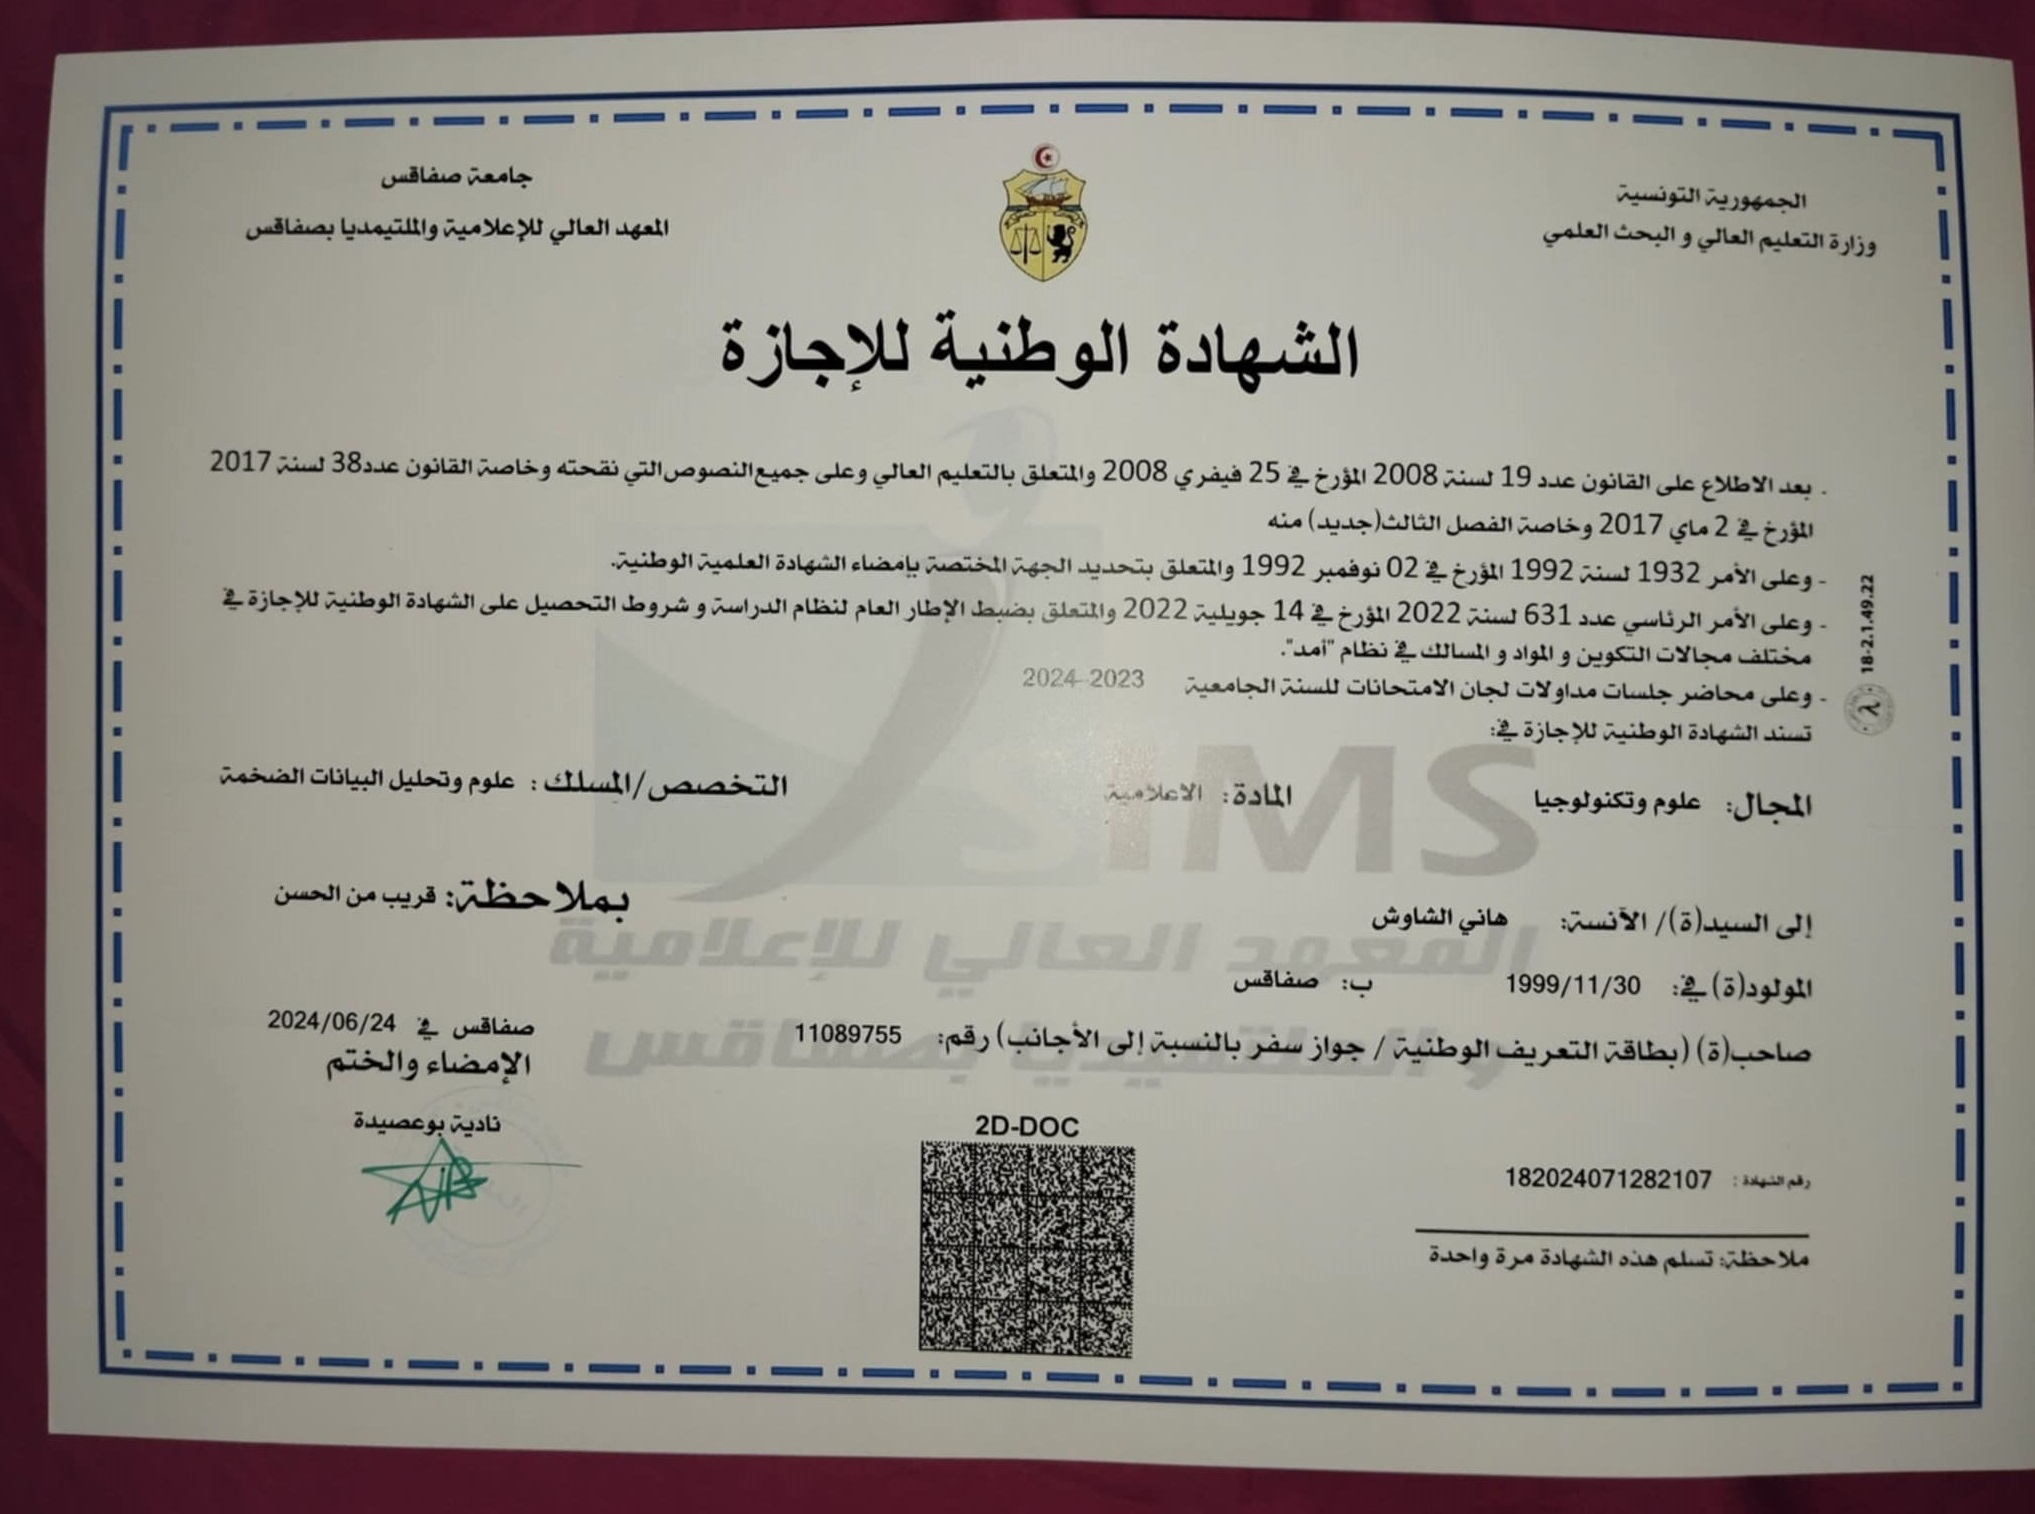 الجمهورية التونسية
وزارة التعليم العالي و البحث العلمي
جامعة صفاقس
المعهد العالي للإعلامية والملتيمديا بصفاقس
الشهادة الوطنية للإجازة
- بعد الاطلاع على القانون عدد 19 لسنة 2008 المؤرخ في 25 فيفري 2008 والمتعلق بالتعليم العالي وعلى جميع النصوص التي نقحته وخاصة القانون عدد38 لسنة 2017
المؤرخ في 2 ماي 2017 وخاصة الفصل الثالث(جديد) منه
- وعلى الأمر 1932 لسنة 1992 المؤرخ في 02 نوفمبر 1992 والمتعلق بتحديد الجهة المختصة بإمضاء الشهادة العلمية الوطنية.
- وعلى الأمر الرئاسي عدد 631 لسنة 2022 المؤرخ في 14 جويلية 2022 والمتعلق بضبط الإطار العام لنظام الدراسة و شروط التحصيل على الشهادة الوطنية للإجازة في
مختلف مجالات التكوين و المواد و المسالك في نظام "أمد".
- وعلى محاضر جلسات مداولات لجان الامتحانات للسنة الجامعية 2023-2024
تسند الشهادة الوطنية للإجازة في:
المجال: علوم وتكنولوجيا المادة: الاعلامية التخصص/المسلك: علوم وتحليل البيانات الضخمة
إلى السيد(ة)/ الآنسة: هاني الشاوش بملاحظة: قريب من الحسن
المولود(ة) في: 1999/11/30 ب: صفاقس
صاحب(ة) (بطاقة التعريف الوطنية / جواز سفر بالنسبة إلى الأجانب) رقم: 11089755
صفاقس في 2024/06/24
الإمضاء والختم
نادية بوعصيدة
2D-DOC
رقم الشهادة : 182024071282107
ملاحظة: تسلم هذه الشهادة مرة واحدة
18-2.1.49.22
SIMS
المعهد العالي للإعلامية
و الملتيميديا بصفاقس